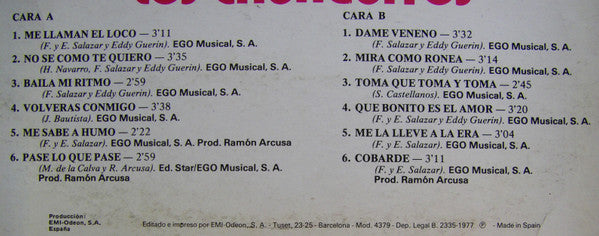 Los Chunguitos
CARA A
1. ME LLAMAN EL LOCO — 3'11
(F. y E. Salazar y Eddy Guerin). EGO Musical, S. A.
2. NO SE COMO TE QUIERO — 3'35
(H. Navarro, F. Salazar y Eddy Guerin). EGO Musical, S. A.
3. BAILA MI RITMO — 2'59
(F. y E. Salazar y Eddy Guerin). EGO Musical, S. A.
4. VOLVERAS CONMIGO — 3'38
(J. Bautista). EGO Musical, S. A.
5. ME SABE A HUMO — 2'22
(F. y E. Salazar). EGO Musical, S. A. Prod. Ramón Arcusa
6. PASE LO QUE PASE — 2'59
(M. de la Calva y R. Arcusa). Ed. Star/EGO Musical, S. A.
Prod. Ramón Arcusa
CARA B
1. DAME VENENO — 3'32
(F. Salazar y Eddy Guerin). EGO Musical, S. A.
2. MIRA COMO RONEA — 3'14
(F. Salazar y Eddy Guerin). EGO Musical, S. A.
3. TOMA QUE TOMA Y TOMA — 2'45
(S. Castellanos). EGO Musical, S. A.
4. QUE BONITO ES EL AMOR — 3'20
(F. y E. Salazar y Eddy Guerin). EGO Musical, S. A.
5. ME LA LLEVE A LA ERA — 3'04
(F. y E. Salazar). EGO Musical, S. A.
6. COBARDE — 3'11
(F. y E. Salazar). EGO Musical, S. A.
Prod. Ramón Arcusa
Producción:
EMI-Odeon, S.A.
España
Editado e impreso por EMI-Odeon, S. A. - Tuset, 23-25 - Barcelona - Mod. 4379 - Dep. Legal B. 2335-1977 Ⓟ - Made in Spain